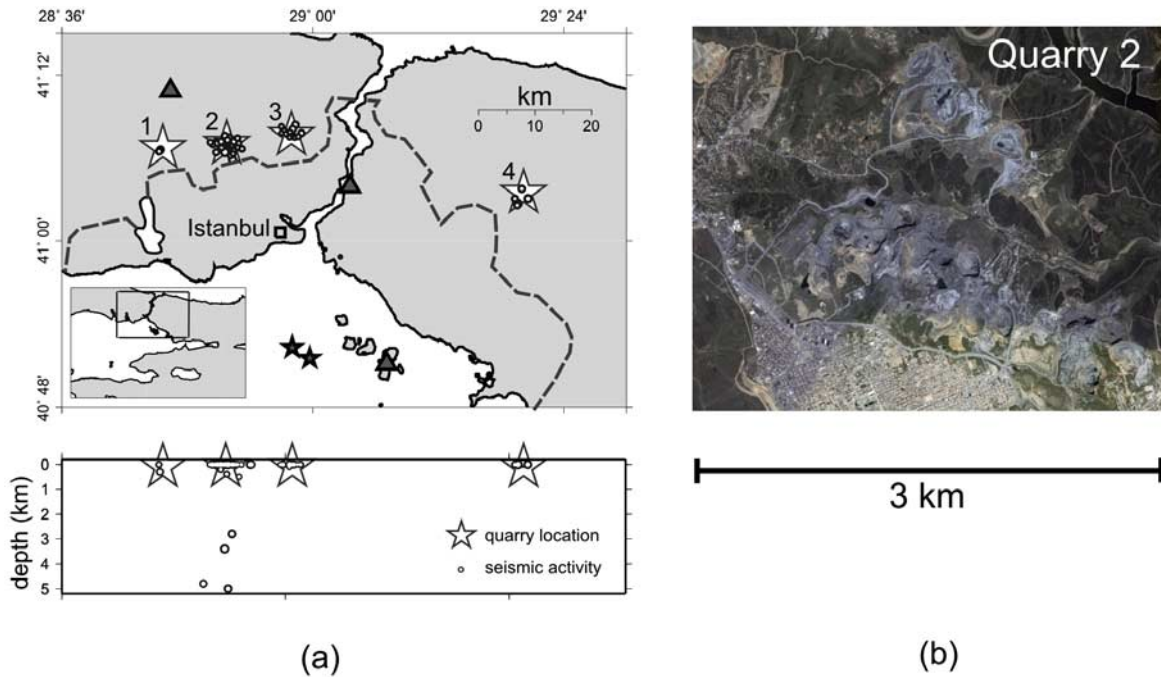 28˚ 36'
29˚ 00'
29˚ 24'
41˚ 12'
41˚ 00'
40˚ 48'
1
2
3
4
km
0 10 20
Istanbul
Quarry 2
3 km
depth (km)
0
1
2
3
4
5
quarry location
seismic activity
(a)
(b)